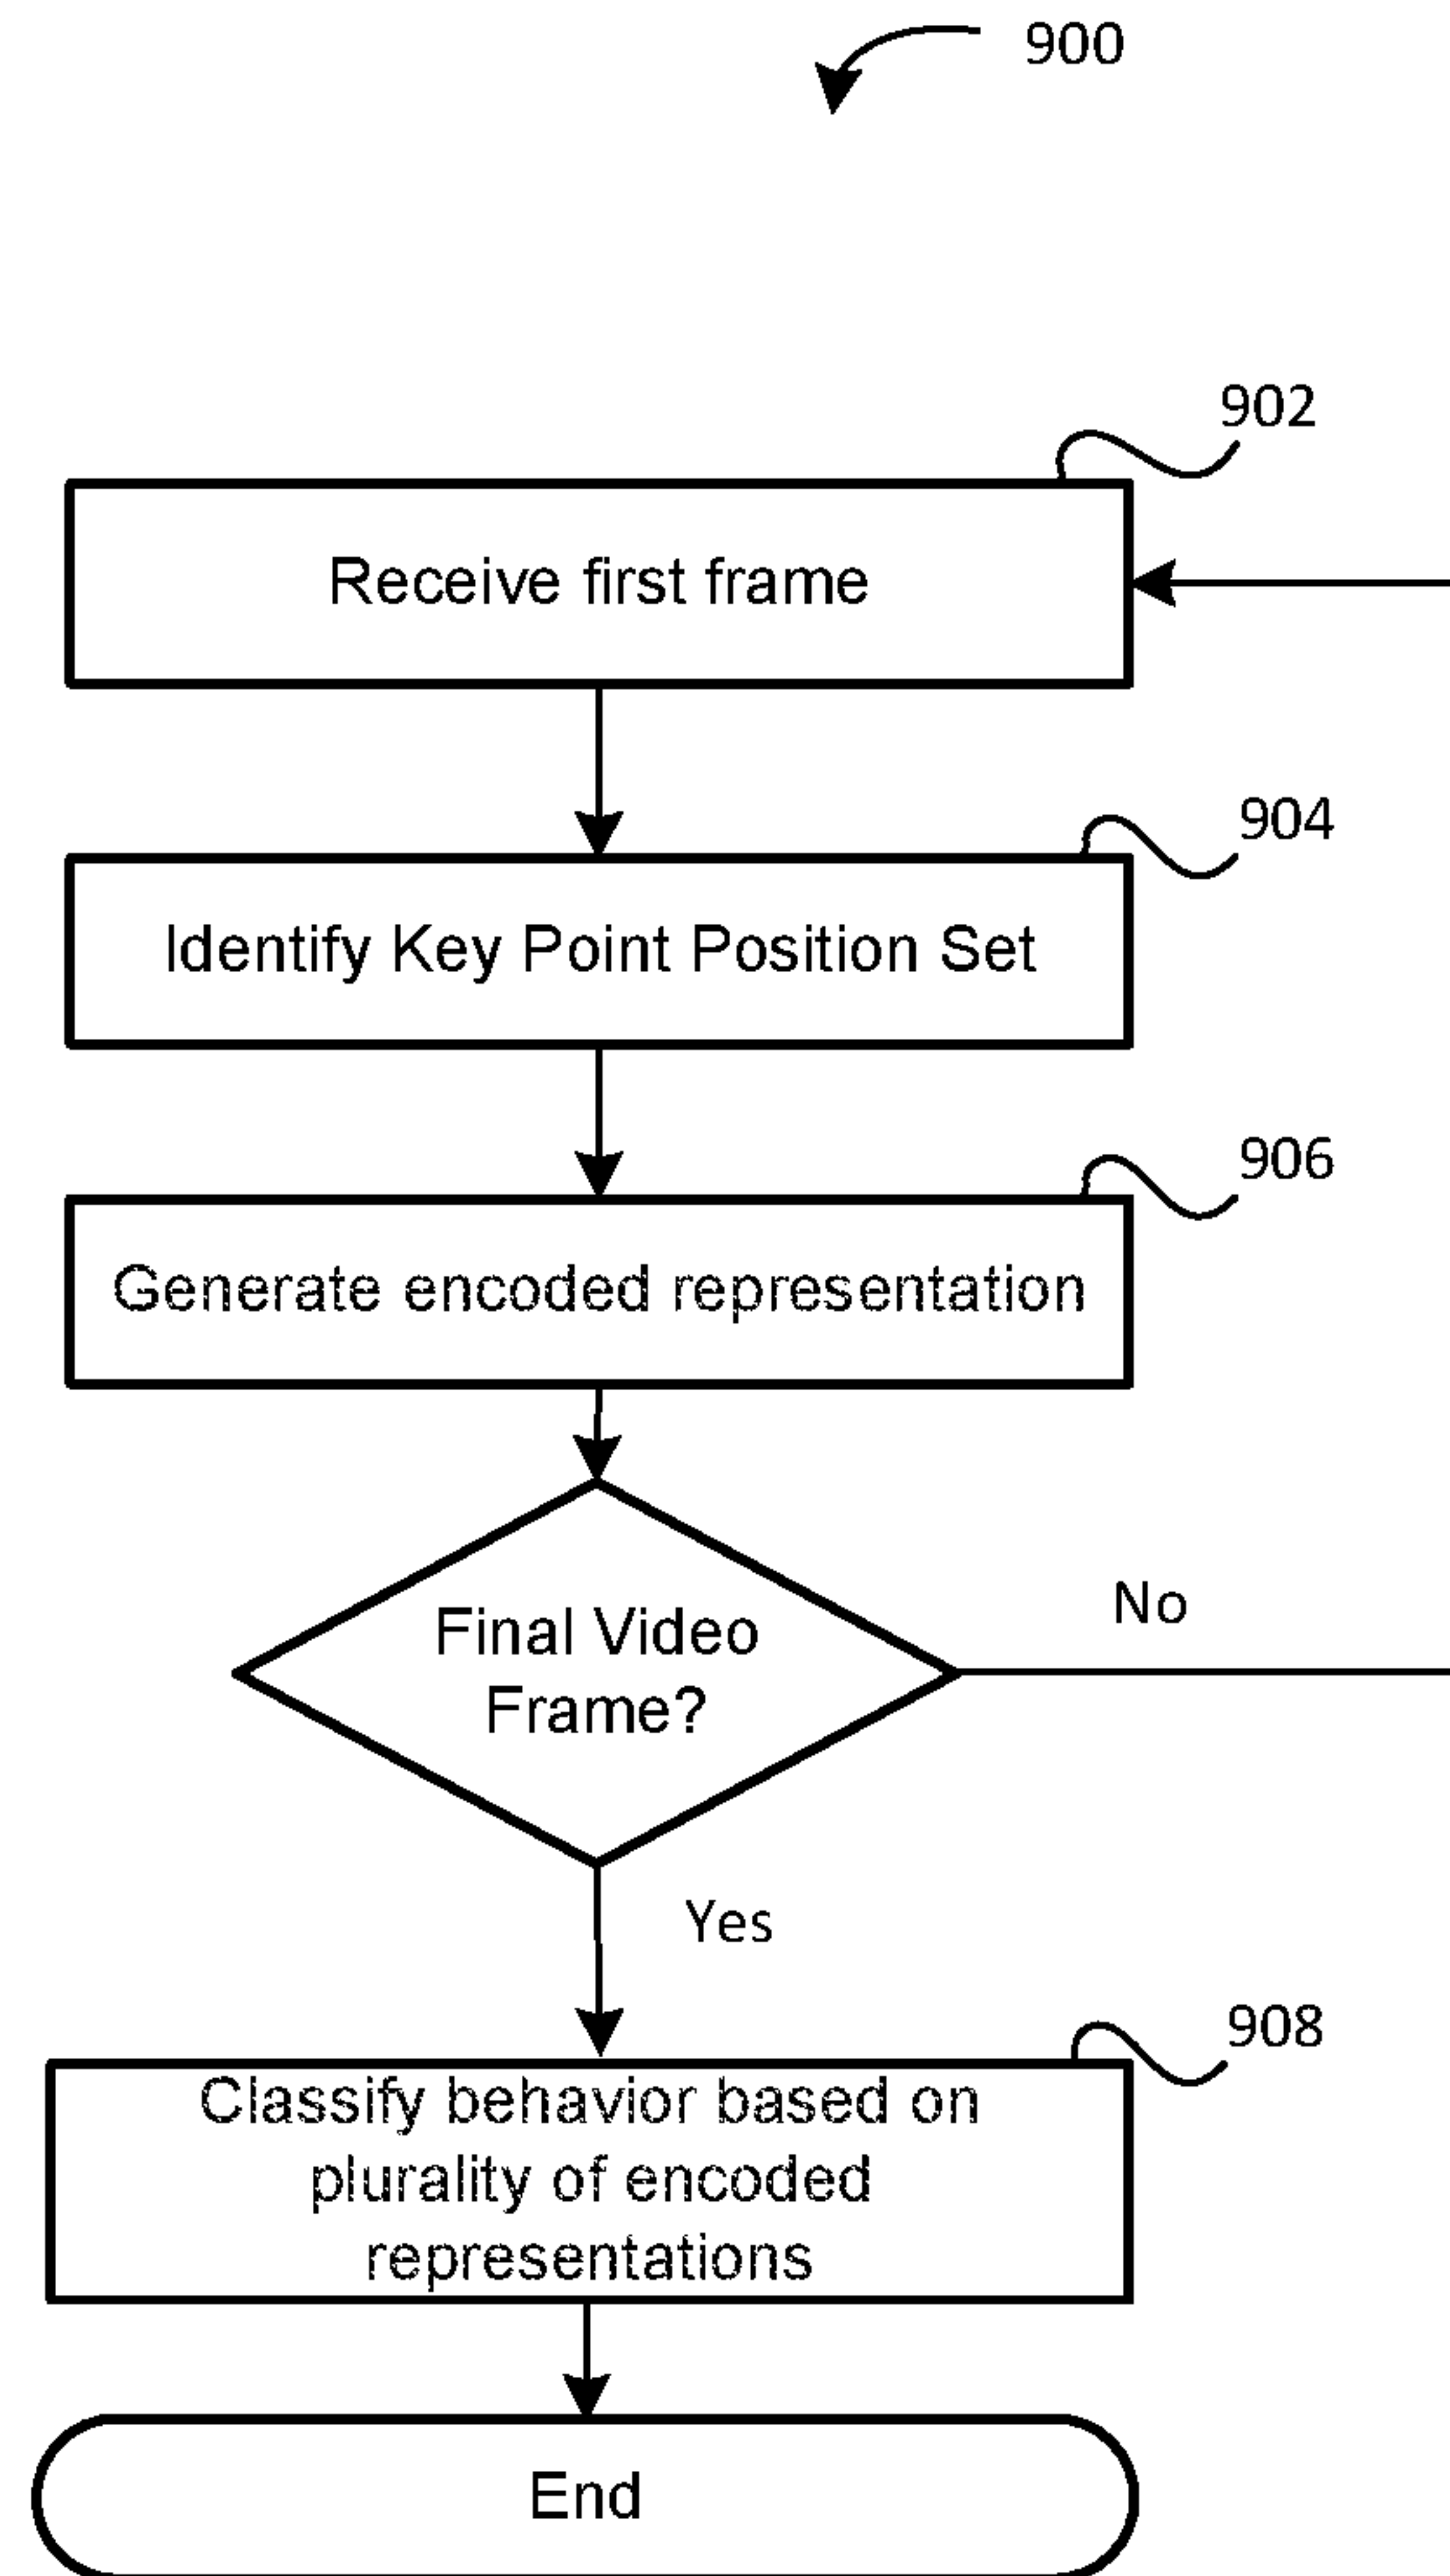 900
902
Receive first frame
904
Identify Key Point Position Set
906
Generate encoded representation
Final Video
Frame?
No
Yes
908
Classify behavior based on
plurality of encoded
representations
End